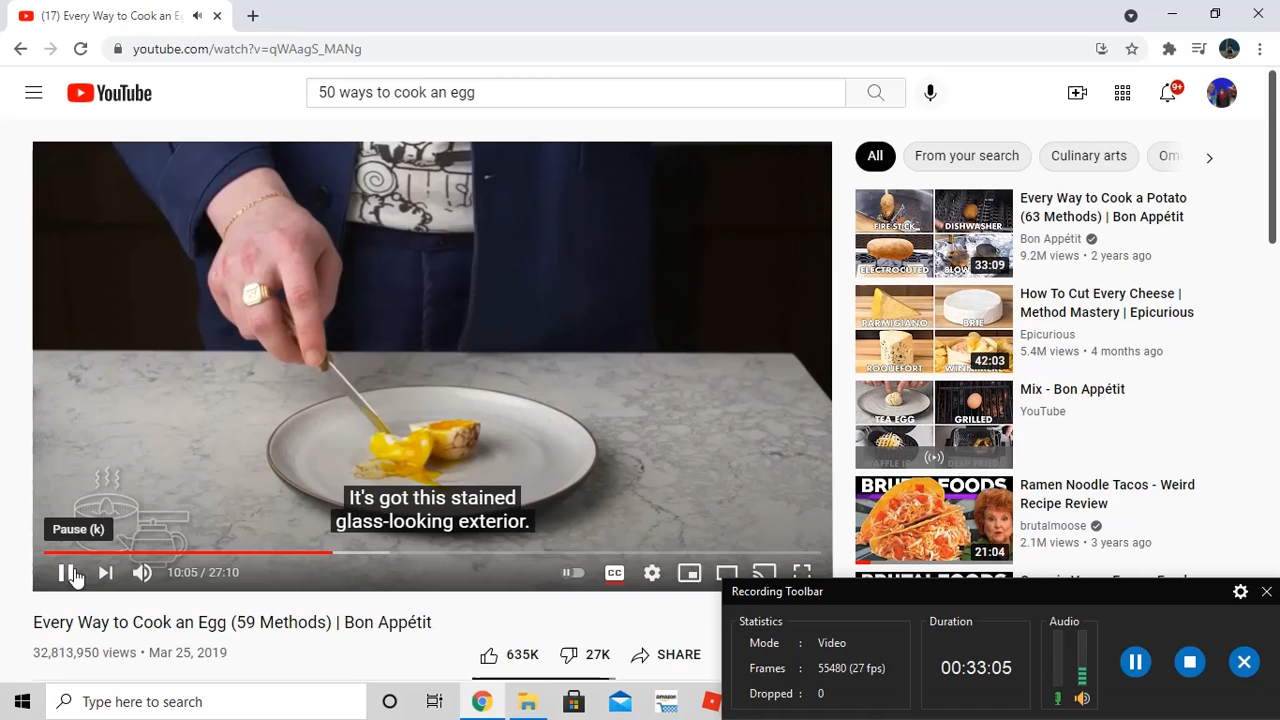 (17) Every Way to Cook an Eg
youtube.com/watch?v=qWAagS_MANg
YouTube
50 ways to cook an egg
9+
All
From your search
Culinary arts
Om
FIRE STICK
DISHWASHER
ELECTROCUTED
33:09
Every Way to Cook a Potato
(63 Methods) | Bon Appétit
Bon Appétit
9.2M views • 2 years ago
PARMIGIANO
BRIE
ROQUEFORT
42:03
How To Cut Every Cheese |
Method Mastery | Epicurious
Epicurious
5.4M views • 4 months ago
TEA EGG
GRILLED
Mix - Bon Appétit
YouTube
21:04
Ramen Noodle Tacos - Weird
Recipe Review
brutalmoose
2.1M views • 3 years ago
It's got this stained
glass-looking exterior.
Pause (k)
10:05 / 27:10
CC
Every Way to Cook an Egg (59 Methods) | Bon Appétit
32,813,950 views • Mar 25, 2019
635K
27K
SHARE
Recording Toolbar
Statistics
Mode : Video
Frames : 55480 (27 fps)
Dropped : 0
Duration
00:33:05
Audio
Type here to search
amazon